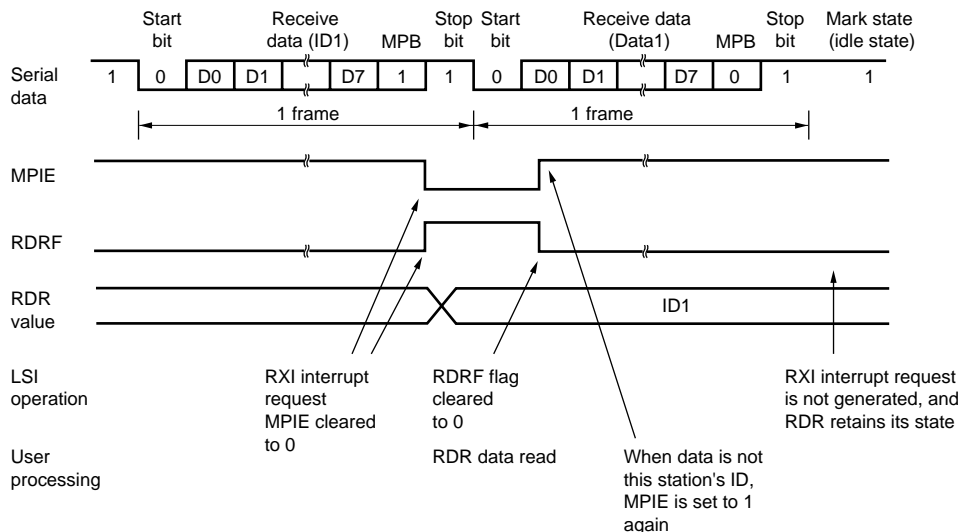 Start bit
Receive data (ID1)
MPB
Stop bit
Start bit
Receive data (Data1)
MPB
Stop bit
Mark state (idle state)
Serial data
1 0 D0 D1 D7 1 1 0 D0 D1 D7 0 1 1
1 frame
1 frame
MPIE
RDRF
RDR value
ID1
LSI operation
RXI interrupt request
MPIE cleared to 0
RDRF flag cleared to 0
RXI interrupt request is not generated, and RDR retains its state
User processing
RDR data read
When data is not this station's ID, MPIE is set to 1 again